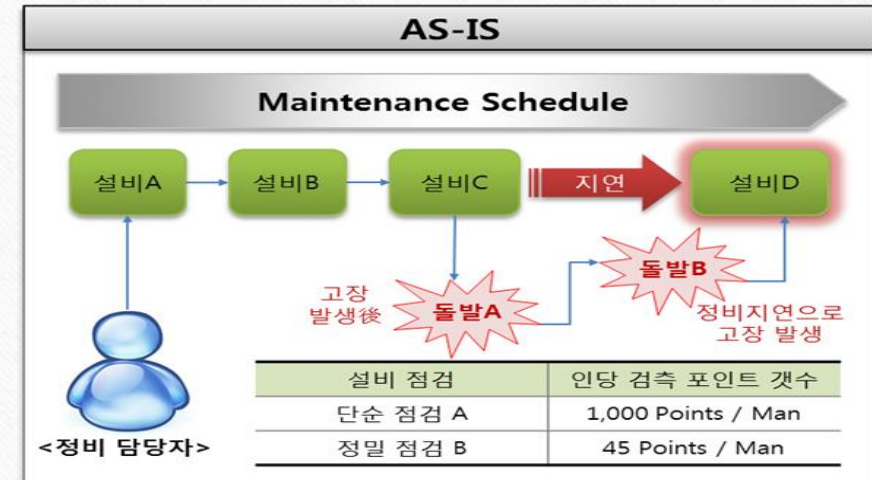 AS-IS
Maintenance Schedule
설비A
설비B
설비C
지연
설비D
고장
발생後
돌발A
돌발B
정비지연으로
고장 발생
<정비 담당자>
설비 점검 인당 검측 포인트 갯수
단순 점검 A 1,000 Points / Man
정밀 점검 B 45 Points / Man